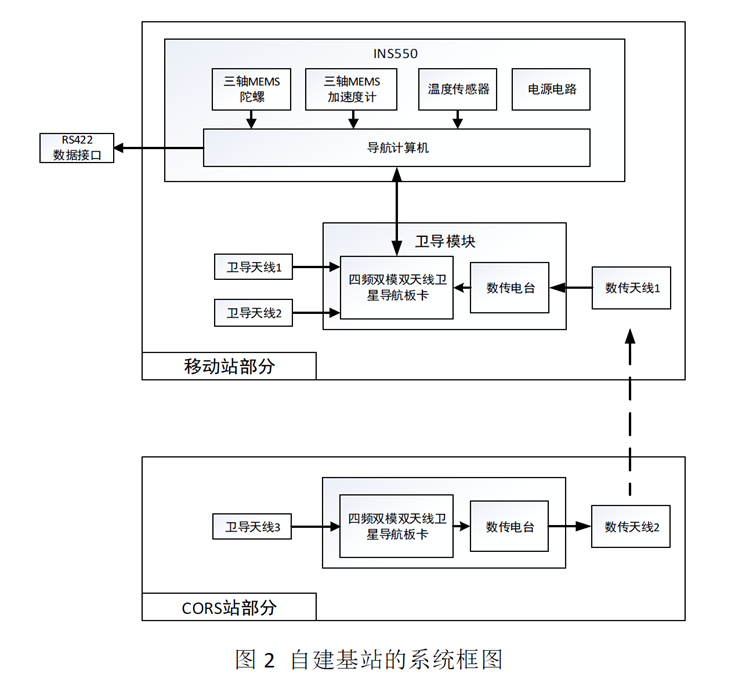 INS550
三轴MEMS
陀螺
三轴MEMS
加速度计
温度传感器
电源电路
导航计算机
RS422
数据接口
卫导模块
卫导天线1
卫导天线2
四频双模双天线卫
星导航板卡
数传电台
数传天线1
移动站部分
卫导天线3
四频双模双天线卫
星导航板卡
数传电台
数传天线2
CORS站部分
图 2 自建基站的系统框图